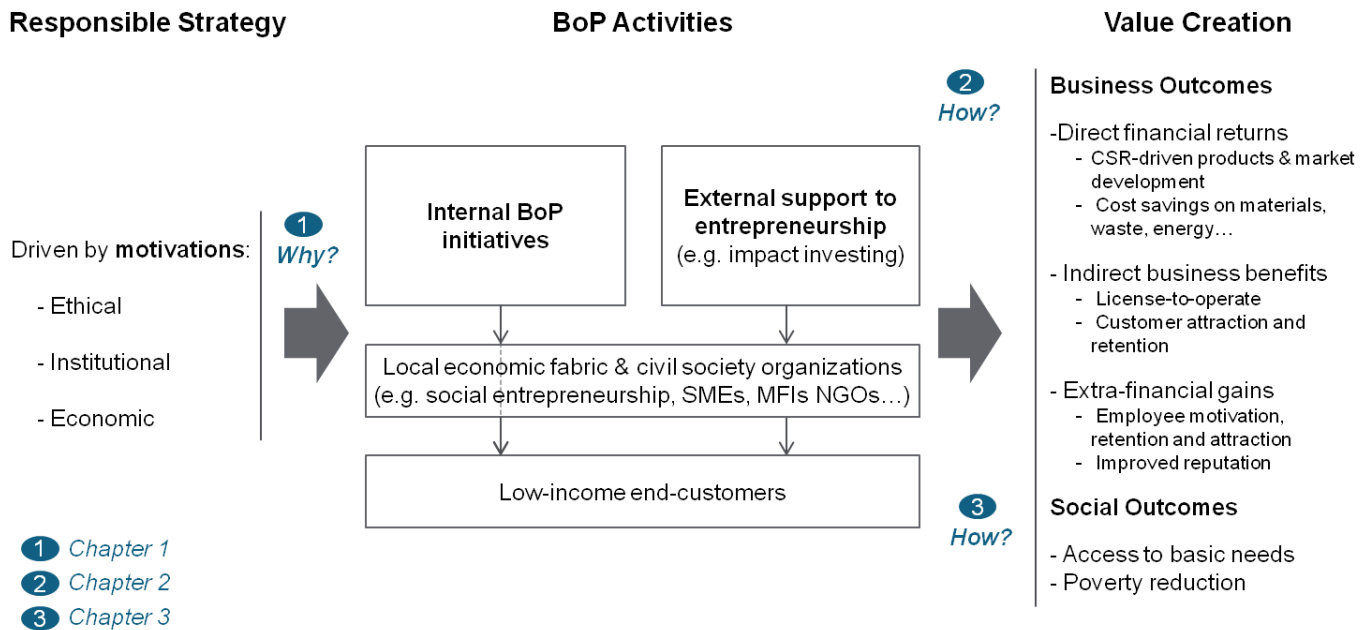 Responsible Strategy
BoP Activities
Value Creation
Driven by motivations:
- Ethical
- Institutional
- Economic
1
Why?
Internal BoP
initiatives
External support to
entrepreneurship
(e.g. impact investing)
Local economic fabric & civil society organizations
(e.g. social entrepreneurship, SMEs, MFIs NGOs…)
Low-income end-customers
2
How?
3
How?
Business Outcomes
-Direct financial returns
- CSR-driven products & market
development
- Cost savings on materials,
waste, energy…
- Indirect business benefits
- License-to-operate
- Customer attraction and
retention
- Extra-financial gains
- Employee motivation,
retention and attraction
- Improved reputation
Social Outcomes
- Access to basic needs
- Poverty reduction
1 Chapter 1
2 Chapter 2
3 Chapter 3